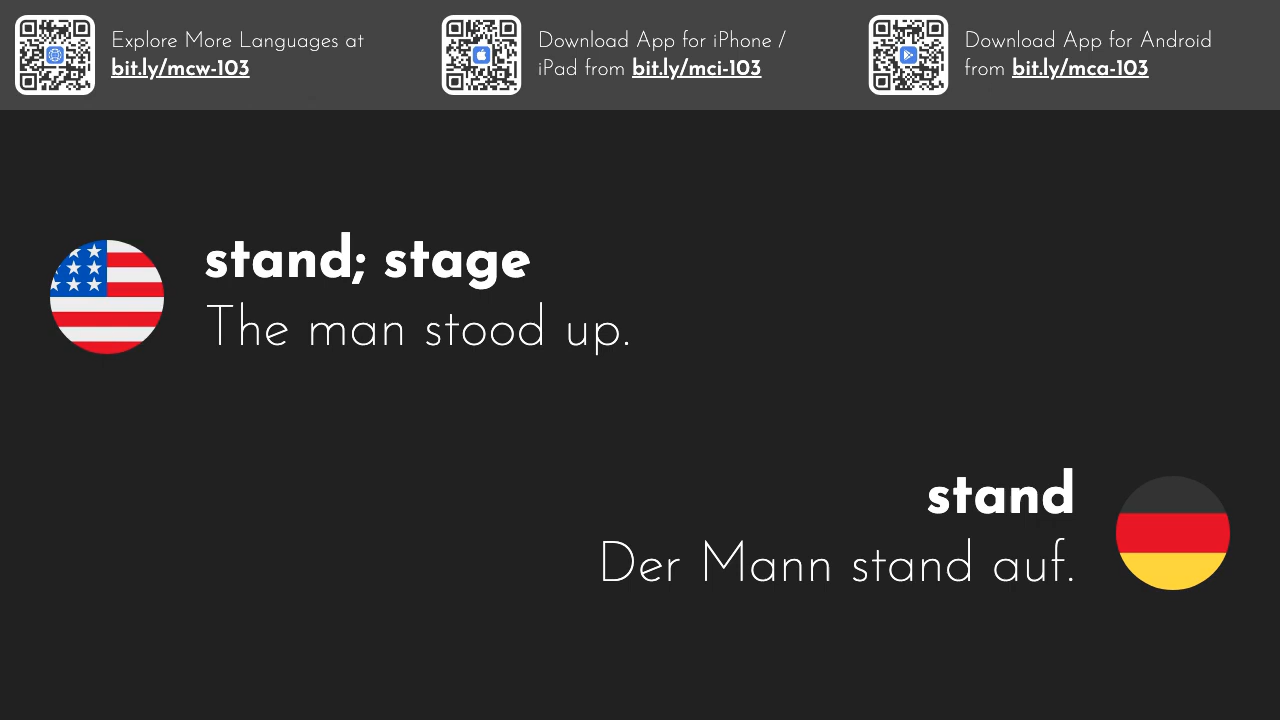 Explore More Languages at
bit.ly/mcw-103
Download App for iPhone /
iPad from bit.ly/mci-103
Download App for Android
from bit.ly/mca-103
stand; stage
The man stood up.
stand
Der Mann stand auf.